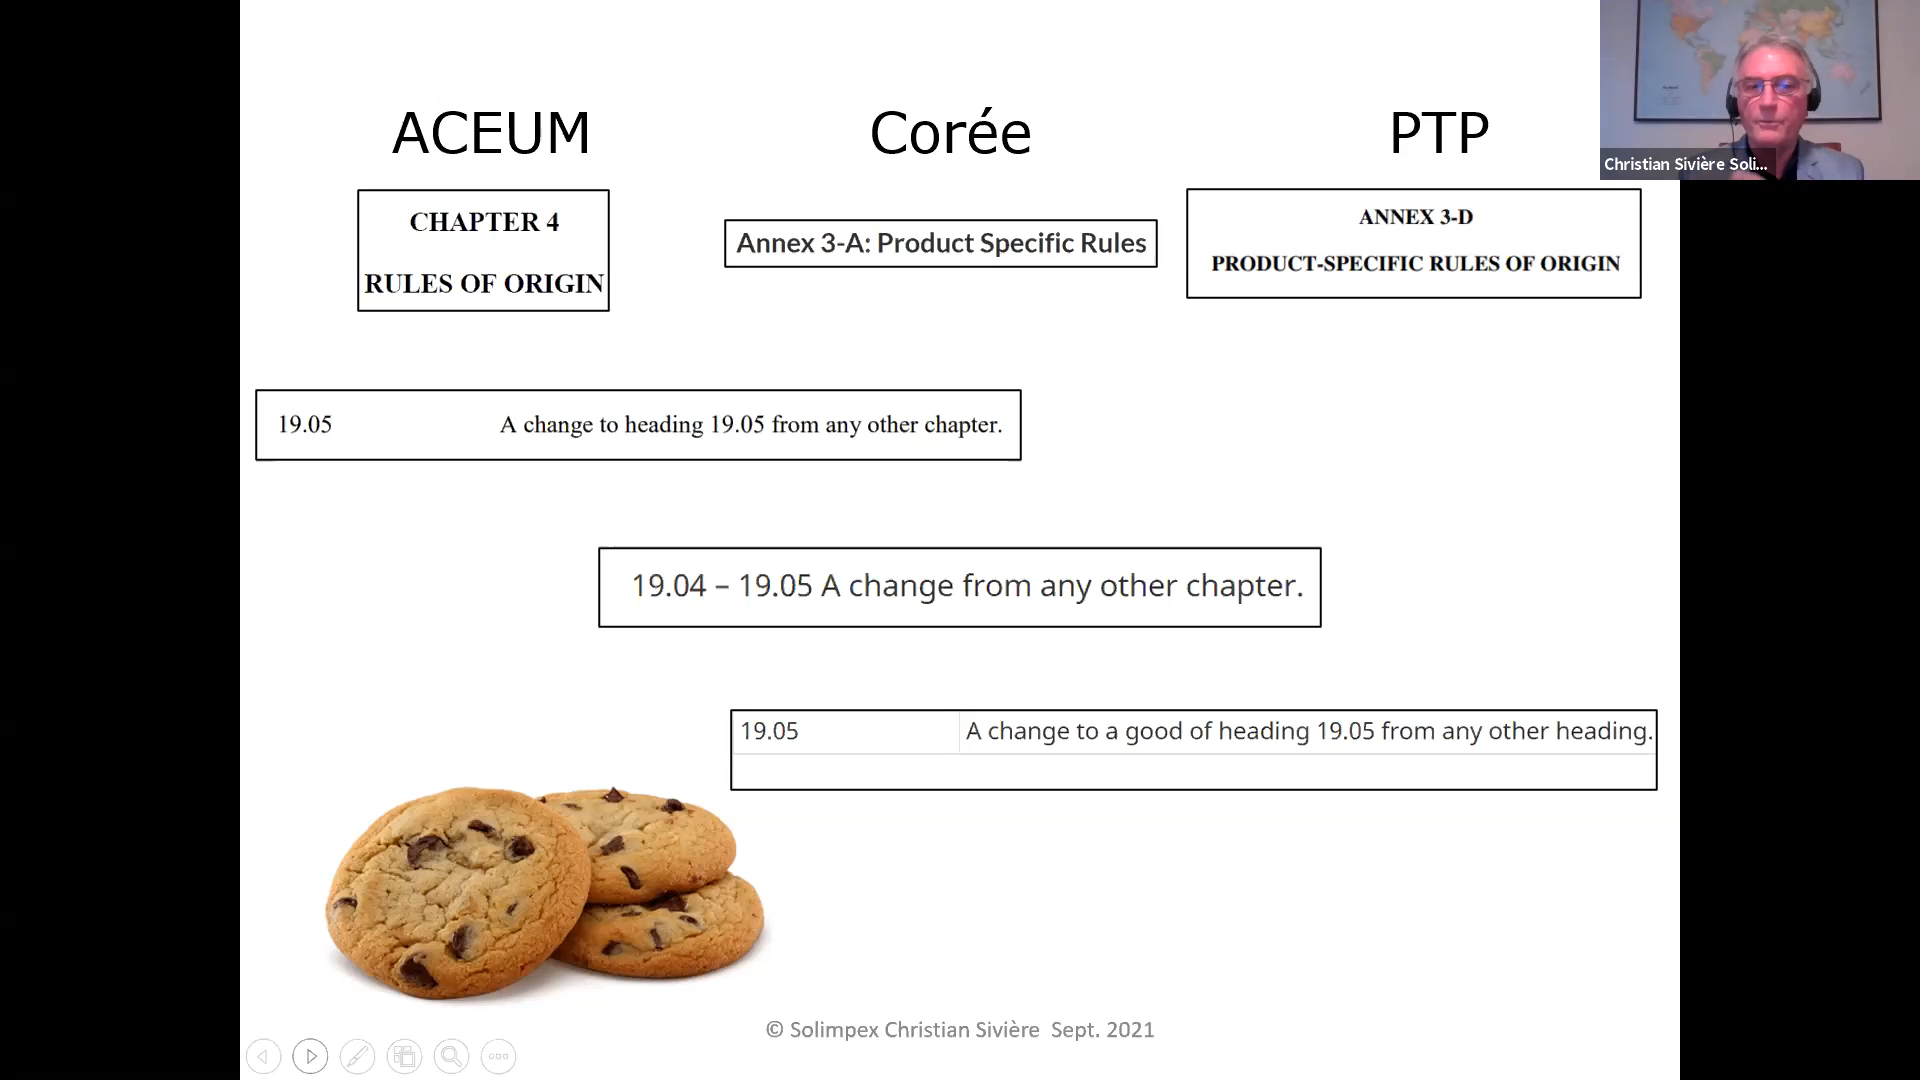 ACEUM
Corée
PTP
Christian Sivière Soli...
CHAPTER 4
RULES OF ORIGIN
Annex 3-A: Product Specific Rules
ANNEX 3-D
PRODUCT-SPECIFIC RULES OF ORIGIN
19.05 A change to heading 19.05 from any other chapter.
19.04 – 19.05 A change from any other chapter.
19.05 A change to a good of heading 19.05 from any other heading.
© Solimpex Christian Sivière Sept. 2021